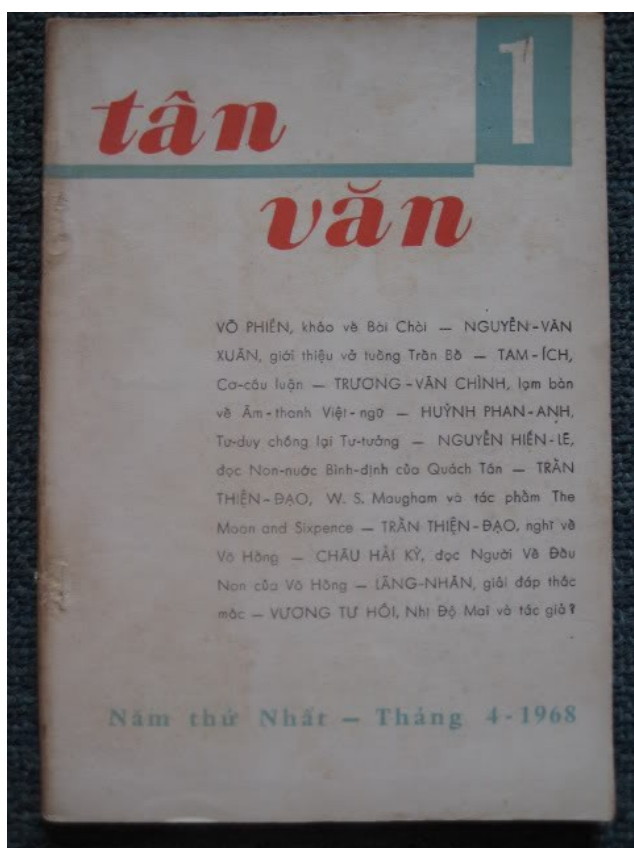 1
tân
văn
VÕ PHIẾN, khảo về Bài Chòi — NGUYỄN-VĂN
XUÂN, giới thiệu vở tuồng Trần Bồ — TAM-ÍCH,
Cơ-cấu luận — TRƯƠNG-VĂN CHÌNH, lạm bàn
về Âm-thanh Việt-ngữ — HUỲNH PHAN-ANH,
Tư-duy chống lại Tư-tưởng — NGUYỄN HIẾN-LÊ,
đọc Non-nước Bình-định của Quách Tấn — TRẦN
THIỆN-ĐẠO, W. S. Maugham và tác phẩm The
Moon and Sixpence — TRẦN THIỆN-ĐẠO, nghĩ về
Võ Hồng — CHÂU HẢI KỲ, đọc Người Về Đầu
Non của Võ Hồng — LÃNG-NHÂN, giải đáp thắc
mắc — VƯƠNG TƯ HỒI, Nhị Độ Mai và tác giả?
Năm thứ Nhất — Tháng 4-1968